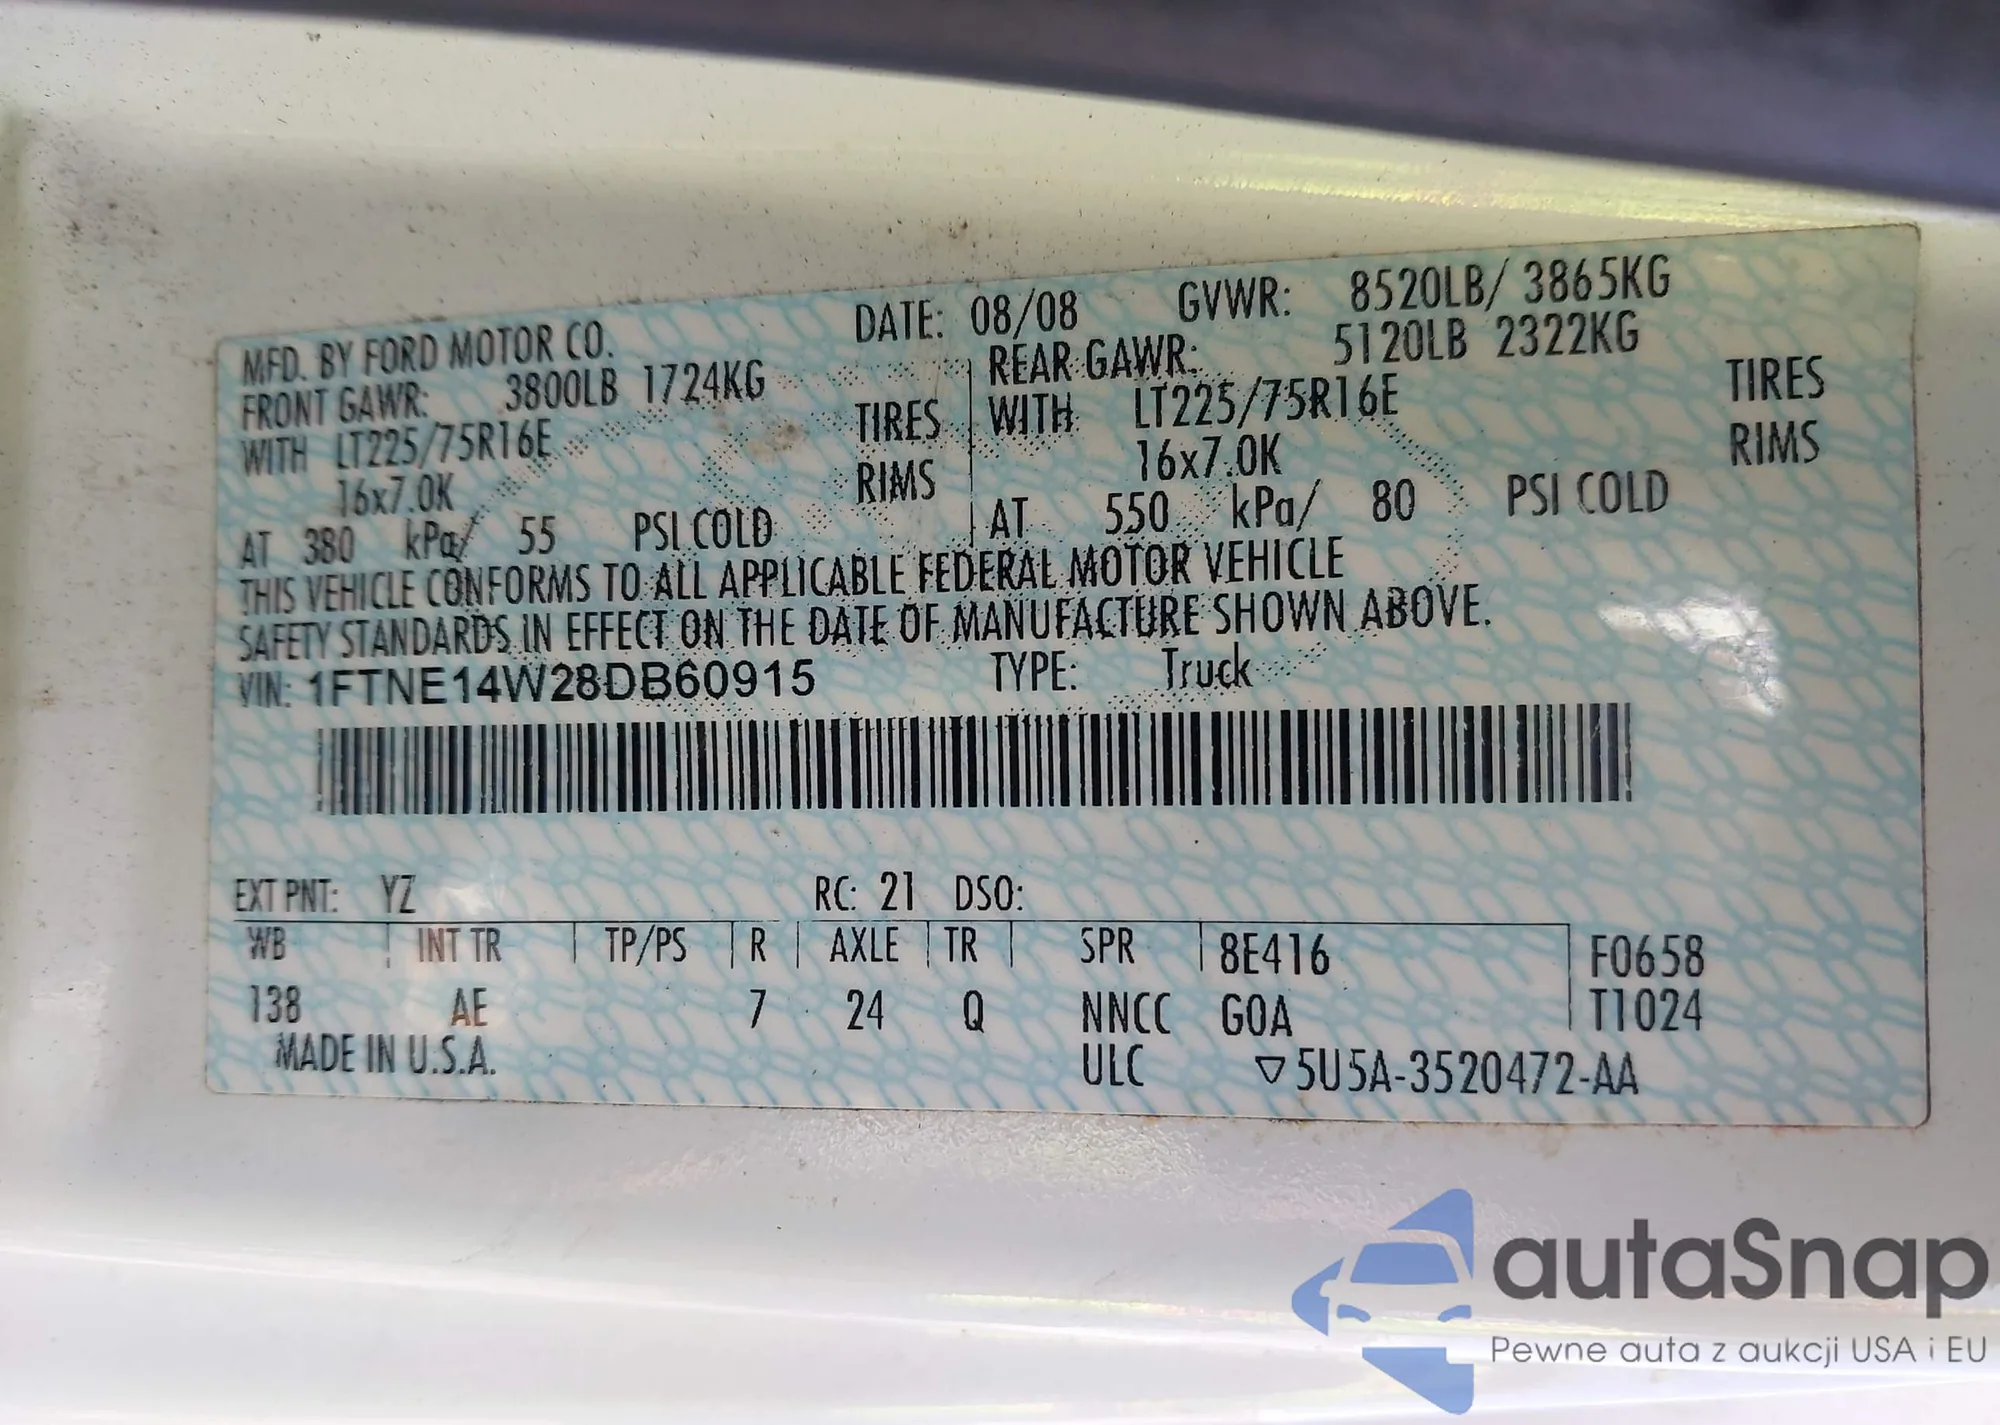 MFD. BY FORD MOTOR CO. DATE: 08/08 GVWR: 8520LB/ 3865KG
FRONT GAWR: 3800LB 1724KG REAR GAWR: 5120LB 2322KG
WITH LT225/75R16E TIRES WITH LT225/75R16E TIRES
16x7.0K RIMS 16x7.0K RIMS
AT 380 kPa/ 55 PSI COLD AT 550 kPa/ 80 PSI COLD
THIS VEHICLE CONFORMS TO ALL APPLICABLE FEDERAL MOTOR VEHICLE
SAFETY STANDARDS IN EFFECT ON THE DATE OF MANUFACTURE SHOWN ABOVE.
VIN: 1FTNE14W28DB60915 TYPE: Truck
EXT PNT: YZ RC: 21 DSO:
WB INT TR TP/PS R AXLE TR SPR 8E416 F0658
138 AE 7 24 Q NNCC GOA T1024
MADE IN U.S.A. ULC ▽5U5A-3520472-AA
autaSnap
Pewne auta z aukcji USA i EU